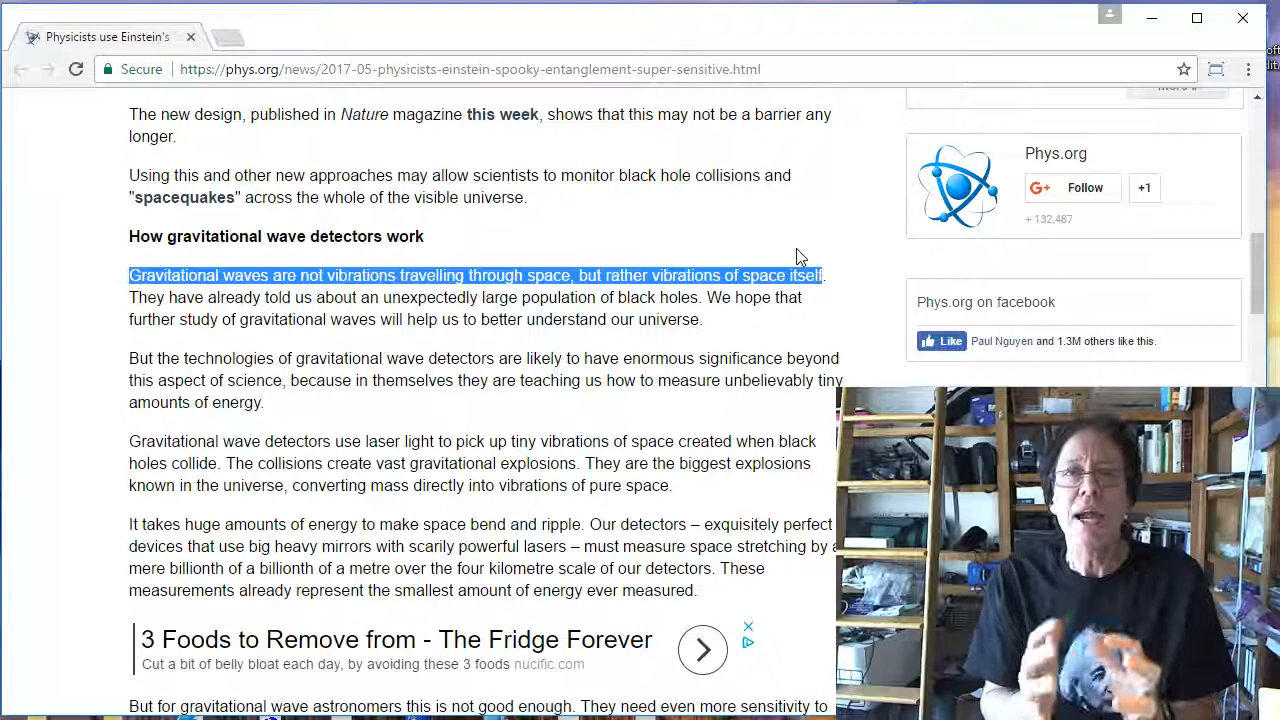 Physicists use Einstein's
Secure
https://phys.org/news/2017-05-physicists-einstein-spooky-entanglement-super-sensitive.html
The new design, published in Nature magazine this week, shows that this may not be a barrier any
longer.
Using this and other new approaches may allow scientists to monitor black hole collisions and
"spacequakes" across the whole of the visible universe.
How gravitational wave detectors work
Gravitational waves are not vibrations travelling through space, but rather vibrations of space itself.
They have already told us about an unexpectedly large population of black holes. We hope that
further study of gravitational waves will help us to better understand our universe.
But the technologies of gravitational wave detectors are likely to have enormous significance beyond
this aspect of science, because in themselves they are teaching us how to measure unbelievably tiny
amounts of energy.
Gravitational wave detectors use laser light to pick up tiny vibrations of space created when black
holes collide. The collisions create vast gravitational explosions. They are the biggest explosions
known in the universe, converting mass directly into vibrations of pure space.
It takes huge amounts of energy to make space bend and ripple. Our detectors – exquisitely perfect
devices that use big heavy mirrors with scarily powerful lasers – must measure space stretching by a
mere billionth of a billionth of a metre over the four kilometre scale of our detectors. These
measurements already represent the smallest amount of energy ever measured.
3 Foods to Remove from - The Fridge Forever
Cut a bit of belly bloat each day, by avoiding these 3 foods nucific.com
But for gravitational wave astronomers this is not good enough. They need even more sensitivity to
Phys.org
G+ Follow
+1
+ 132,487
Phys.org on facebook
Like
Paul Nguyen and 1.3M others like this.